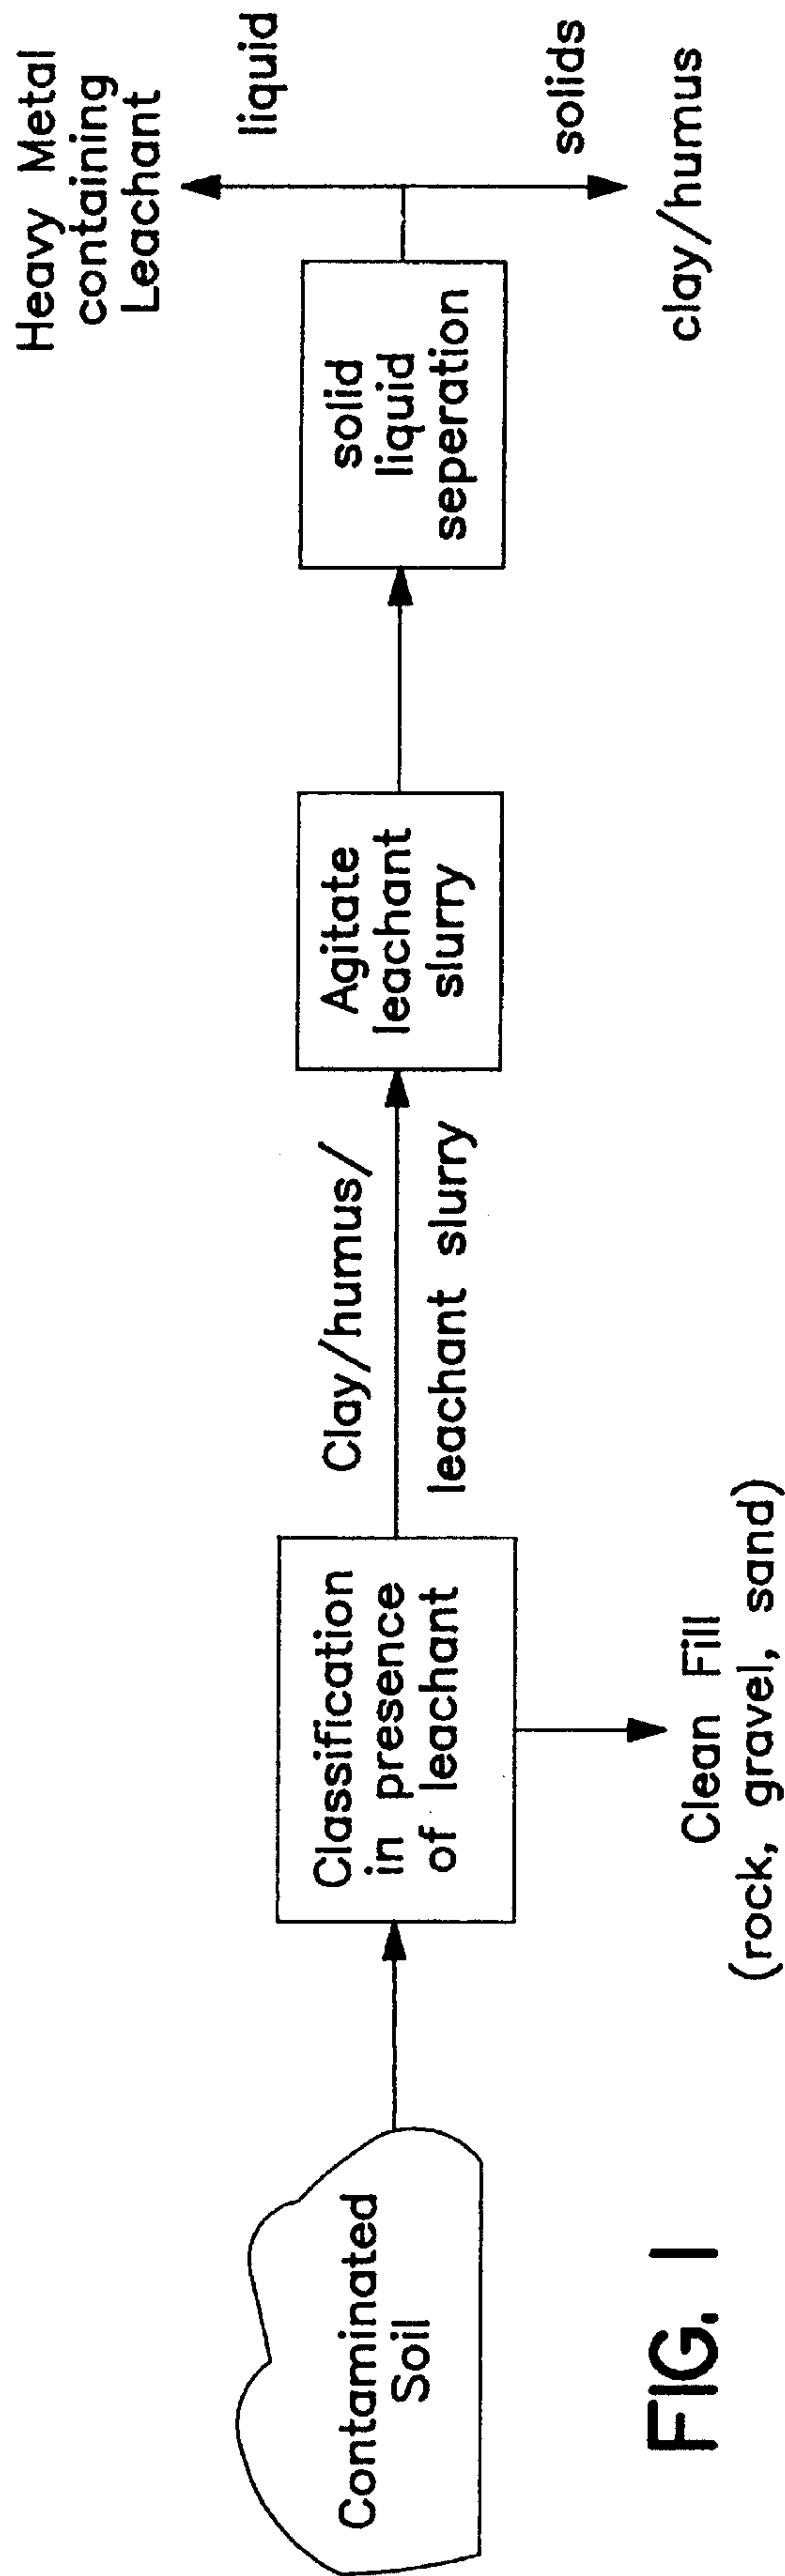 Contaminated
Soil
Classification
in presence
of leachant
Clean Fill
(rock, gravel, sand)
Clay/humus/
leachant slurry
Agitate
leachant
slurry
solid
liquid
seperation
Heavy Metal
containing
Leachant
liquid
solids
clay/humus
FIG. 1